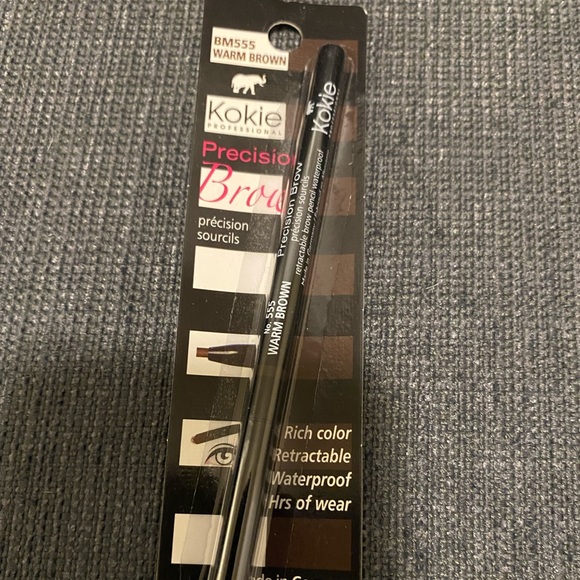 BM555
WARM BROWN
Kokie
PROFESSIONAL
Precision
Brow
précision
sourcils
Kokie
Precision Brow
précision sourcils
retractable brow pencil waterproof
No. 555
WARM BROWN
Rich color
Retractable
Waterproof
Hrs of wear